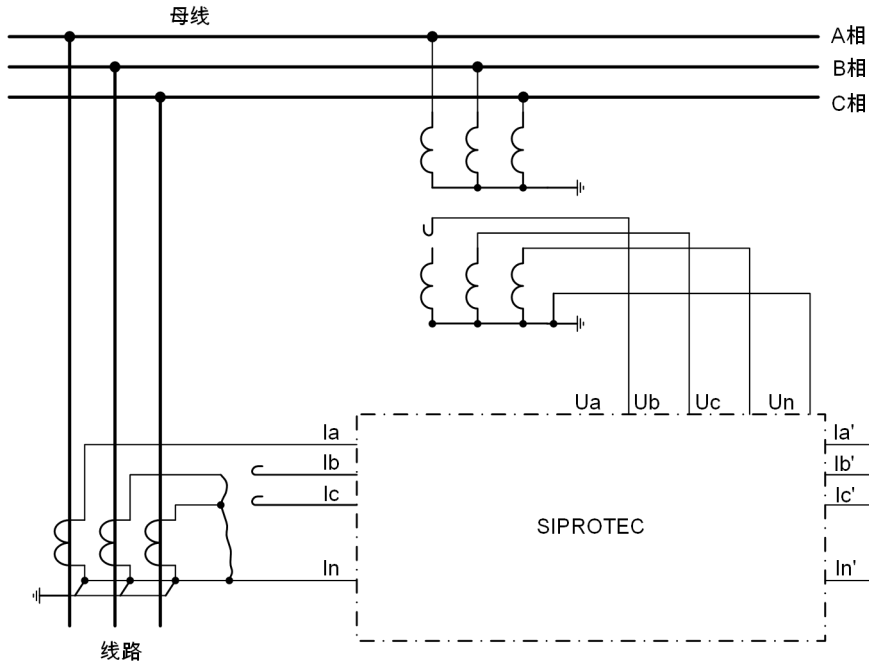 母线
A相
B相
C相
Ua Ub Uc Un
Ia Ia'
Ib Ib'
Ic Ic'
SIPROTEC
In In'
线路